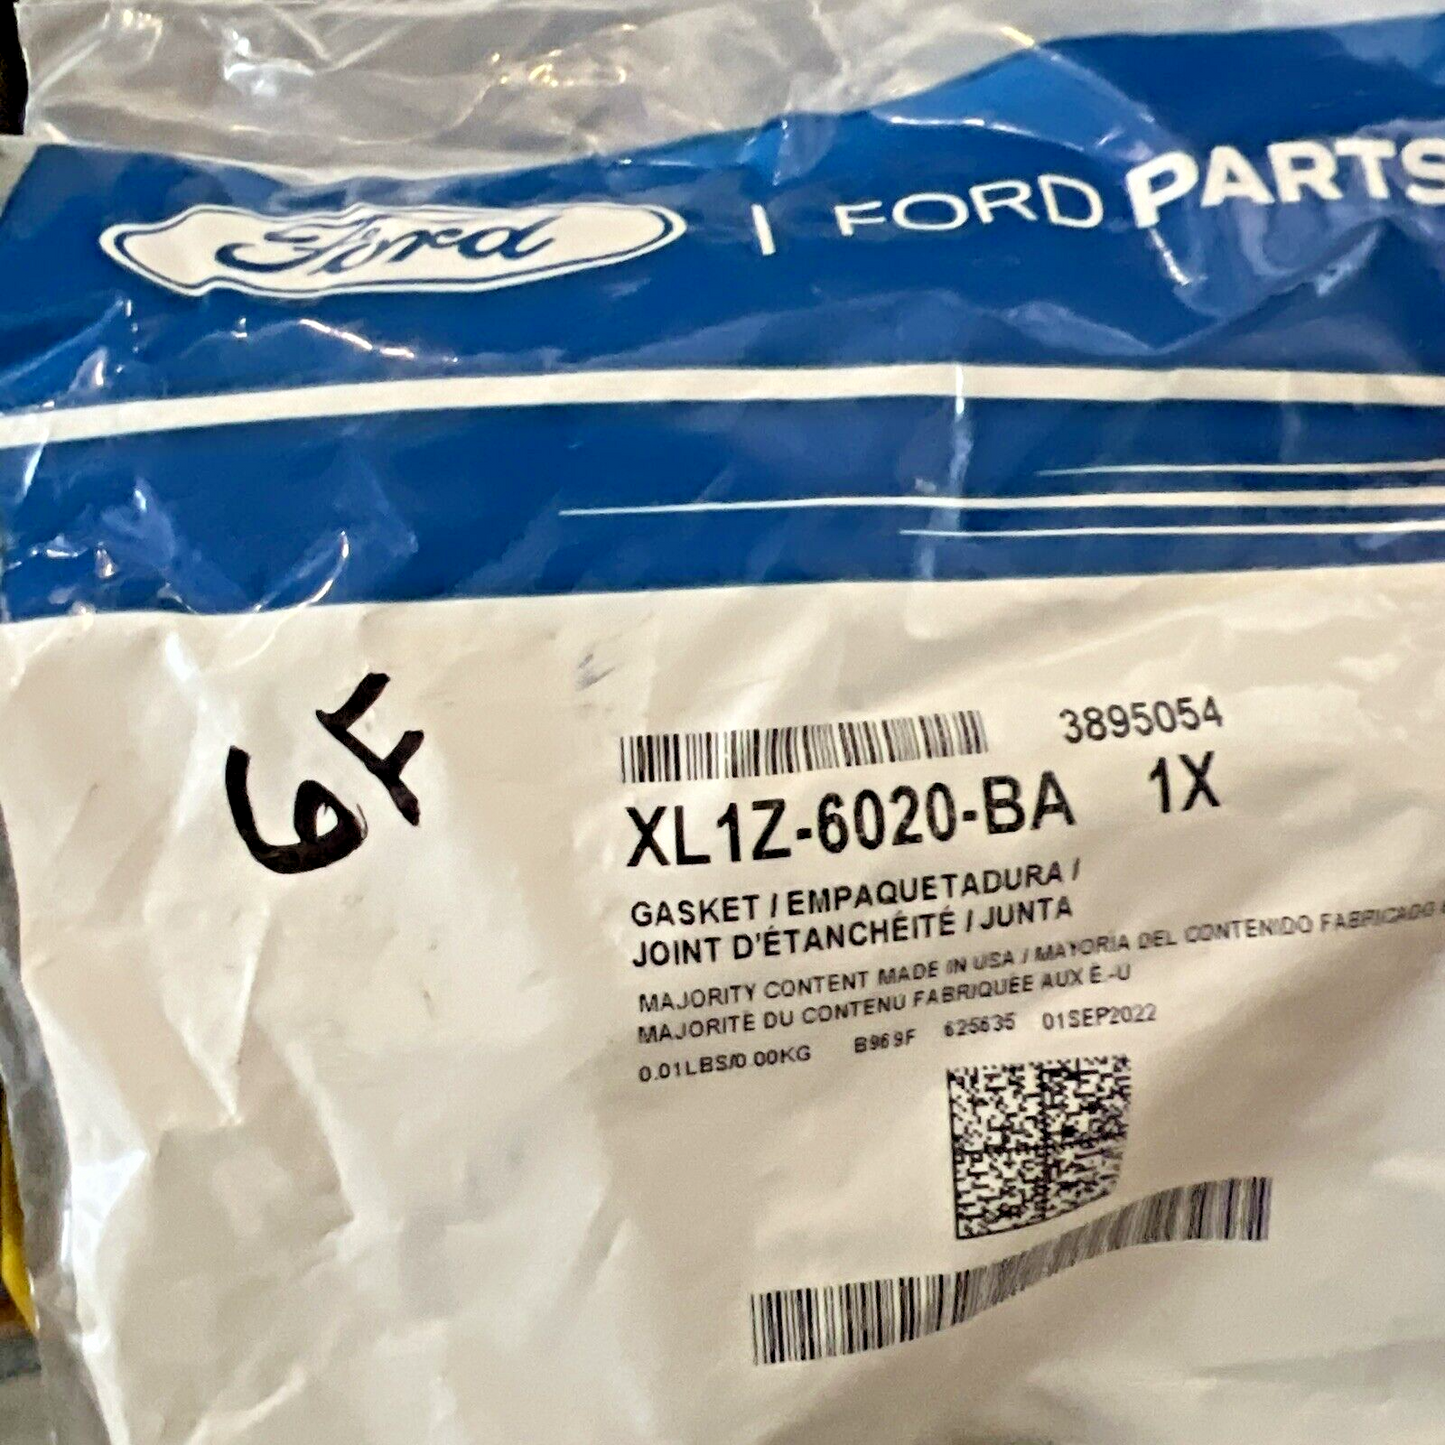 Ford | FORD PARTS
6F
3895054
XL1Z-6020-BA 1X
GASKET / EMPAQUETADURA /
JOINT D'ÉTANCHÉITÉ / JUNTA
MAJORITY CONTENT MADE IN USA / MAYORÍA DEL CONTENIDO FABRICADO
MAJORITÉ DU CONTENU FABRIQUÉE AUX É.-U
0.01LBS/0.00KG B969F 625635 01SEP2022